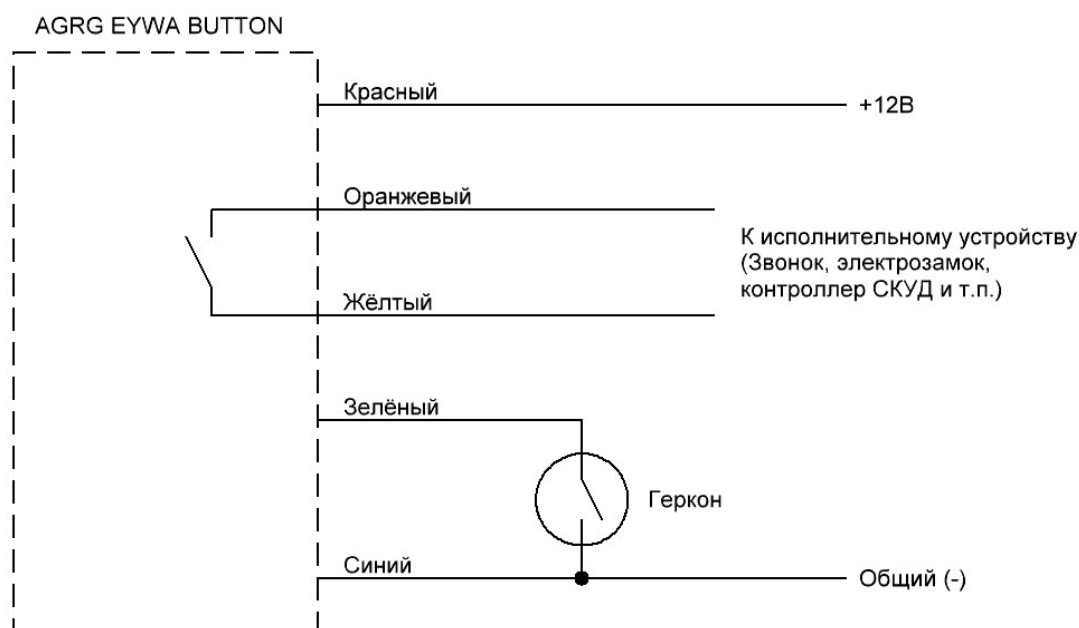 AGRG EYWA BUTTON
Красный
+12В
Оранжевый
К исполнительному устройству
(Звонок, электрозамок,
контроллер СКУД и т.п.)
Жёлтый
Зелёный
Геркон
Синий
Общий (-)